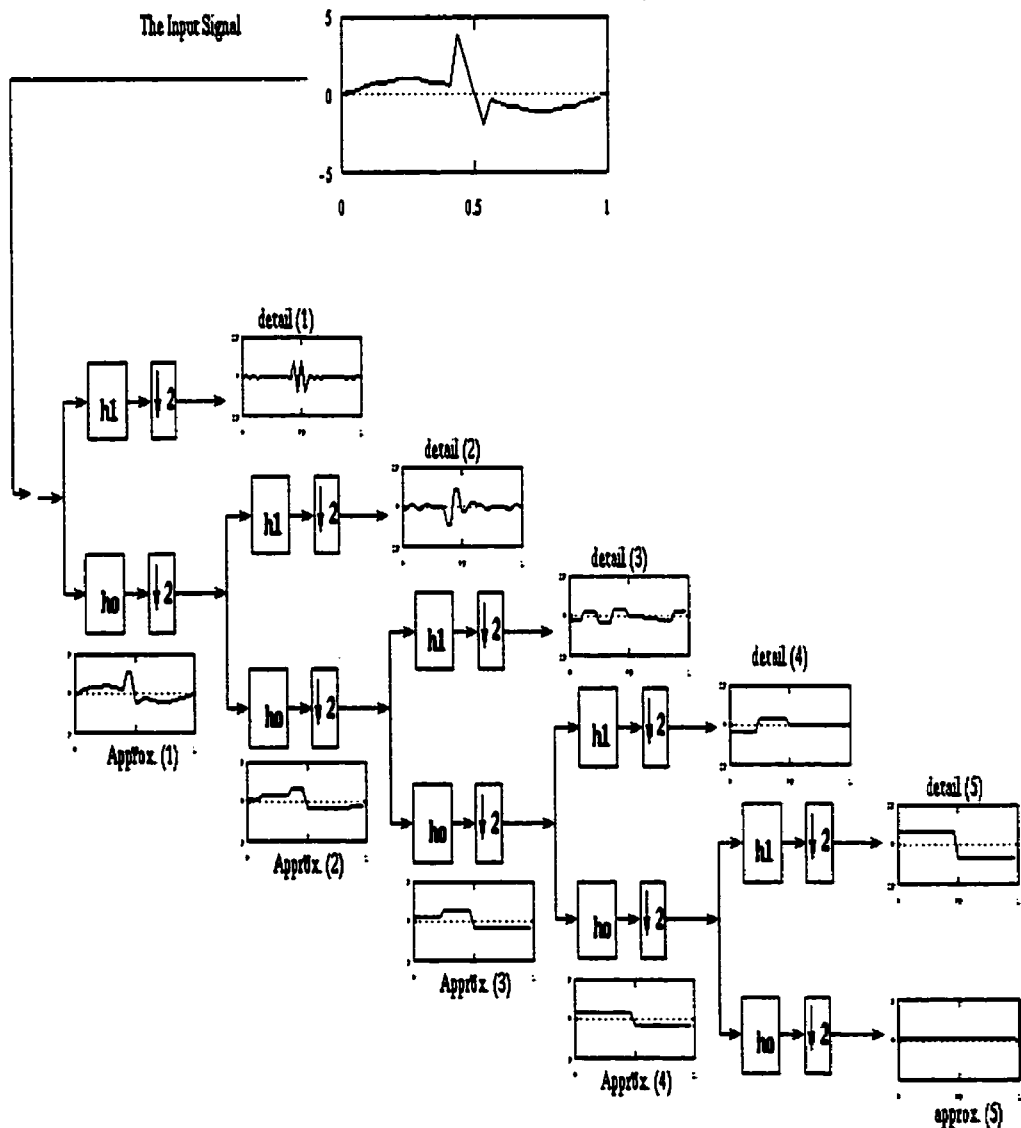 The Input Signal
5
0
-5
0 0.5 1
detail (1)
h1 2
detail (2)
h1 2
ho 2
detail (3)
h1 2
Approx. (1)
ho 2
detail (4)
h1 2
Approx. (2)
ho 2
detail (5)
h1 2
Approx. (3)
ho 2
Approx. (4)
ho 2
approx. (5)